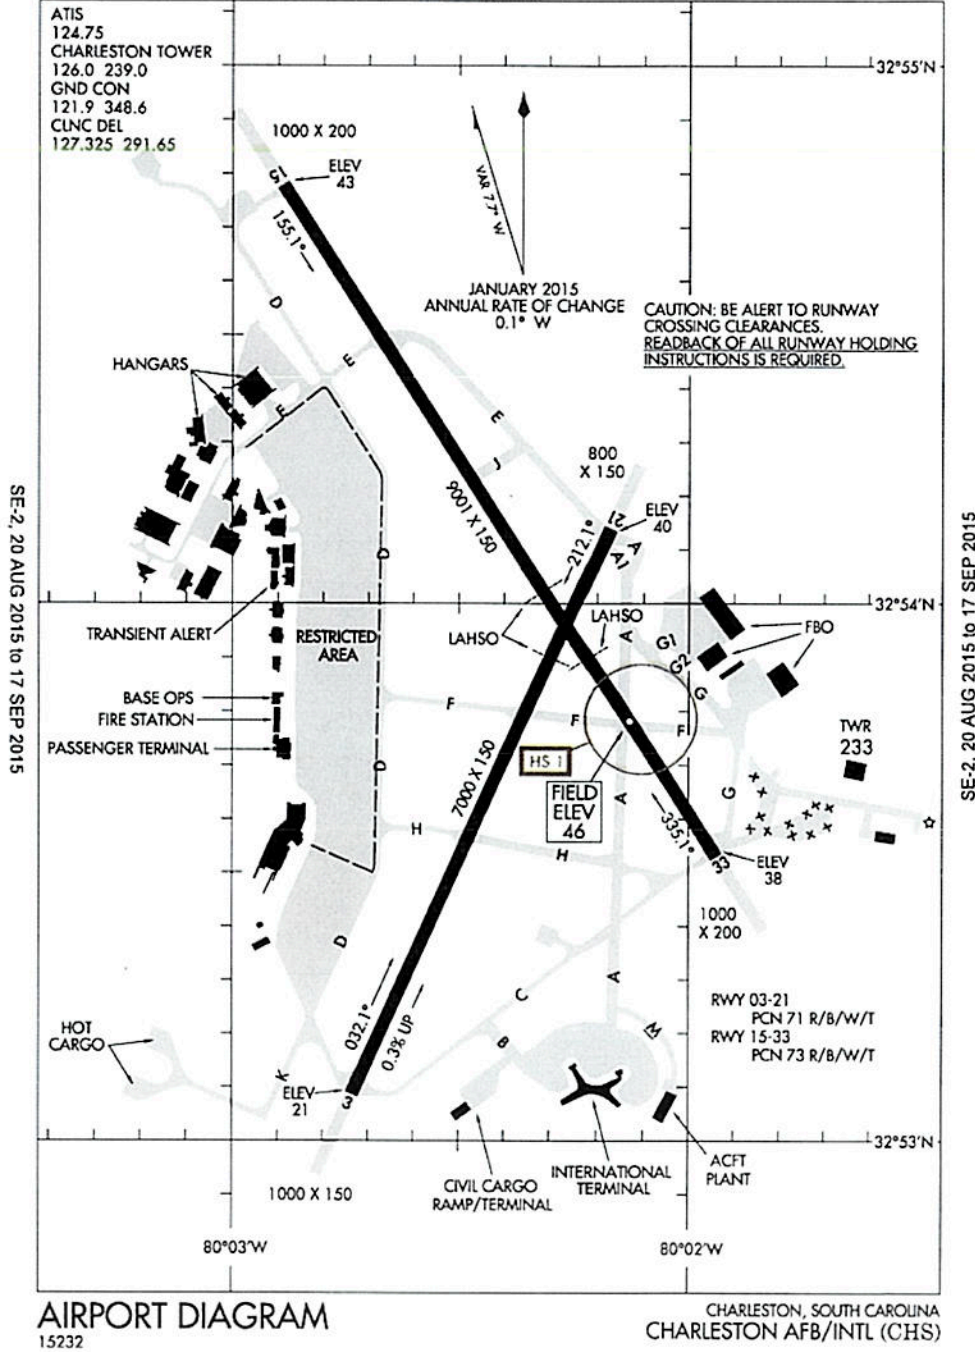 ATIS
124.75
CHARLESTON TOWER
126.0 239.0
GND CON
121.9 348.6
CLNC DEL
127.325 291.65
32°55'N
1000 X 200
15
ELEV
43
155.1°
VAR 7.7° W
JANUARY 2015
ANNUAL RATE OF CHANGE
0.1° W
CAUTION: BE ALERT TO RUNWAY
CROSSING CLEARANCES.
READBACK OF ALL RUNWAY HOLDING
INSTRUCTIONS IS REQUIRED.
D
E
HANGARS
F
E
J
800
X 150
9001 X 150
21
ELEV
40
212.1°
A
A1
D
32°54'N
TRANSIENT ALERT
RESTRICTED
AREA
LAHSO
LAHSO
A
G1
G2
G
FBO
BASE OPS
FIRE STATION
PASSENGER TERMINAL
F
F
F
D
HS 1
TWR
233
7000 X 150
FIELD
ELEV
46
A
G
335.1°
H
H
33
ELEV
38
1000
X 200
D
C
A
032.1°
0.3% UP
B
M
RWY 03-21
PCN 71 R/B/W/T
RWY 15-33
PCN 73 R/B/W/T
HOT
CARGO
K
ELEV
21
3
32°53'N
1000 X 150
CIVIL CARGO
RAMP/TERMINAL
INTERNATIONAL
TERMINAL
ACFT
PLANT
80°03'W
80°02'W
SE-2, 20 AUG 2015 to 17 SEP 2015
SE-2, 20 AUG 2015 to 17 SEP 2015
AIRPORT DIAGRAM
15232
CHARLESTON, SOUTH CAROLINA
CHARLESTON AFB/INTL (CHS)